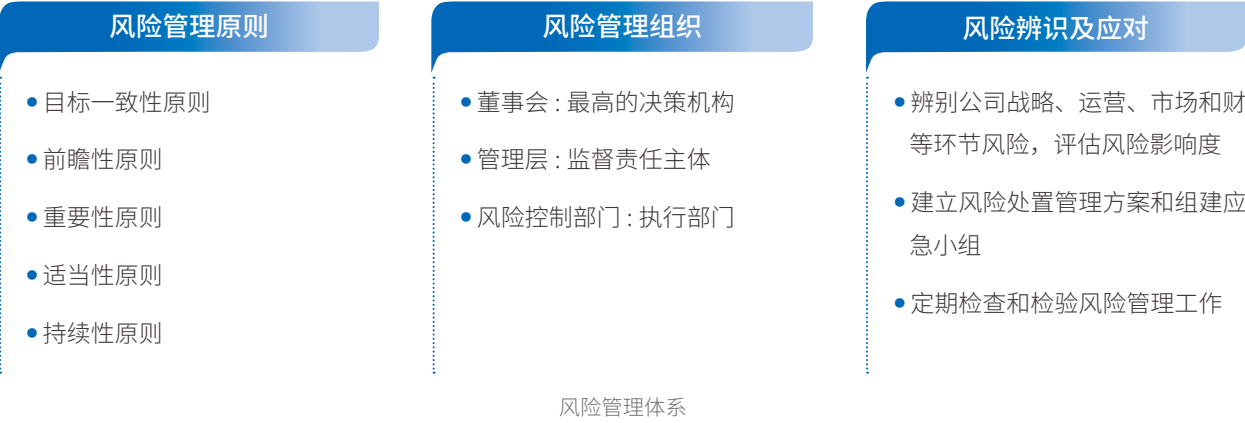 风险管理原则
目标一致性原则
前瞻性原则
重要性原则
适当性原则
持续性原则
风险管理组织
董事会 : 最高的决策机构
管理层 : 监督责任主体
风险控制部门 : 执行部门
风险辨识及应对
辨别公司战略、运营、市场和财
等环节风险，评估风险影响度
建立风险处置管理方案和组建应
急小组
定期检查和检验风险管理工作
风险管理体系